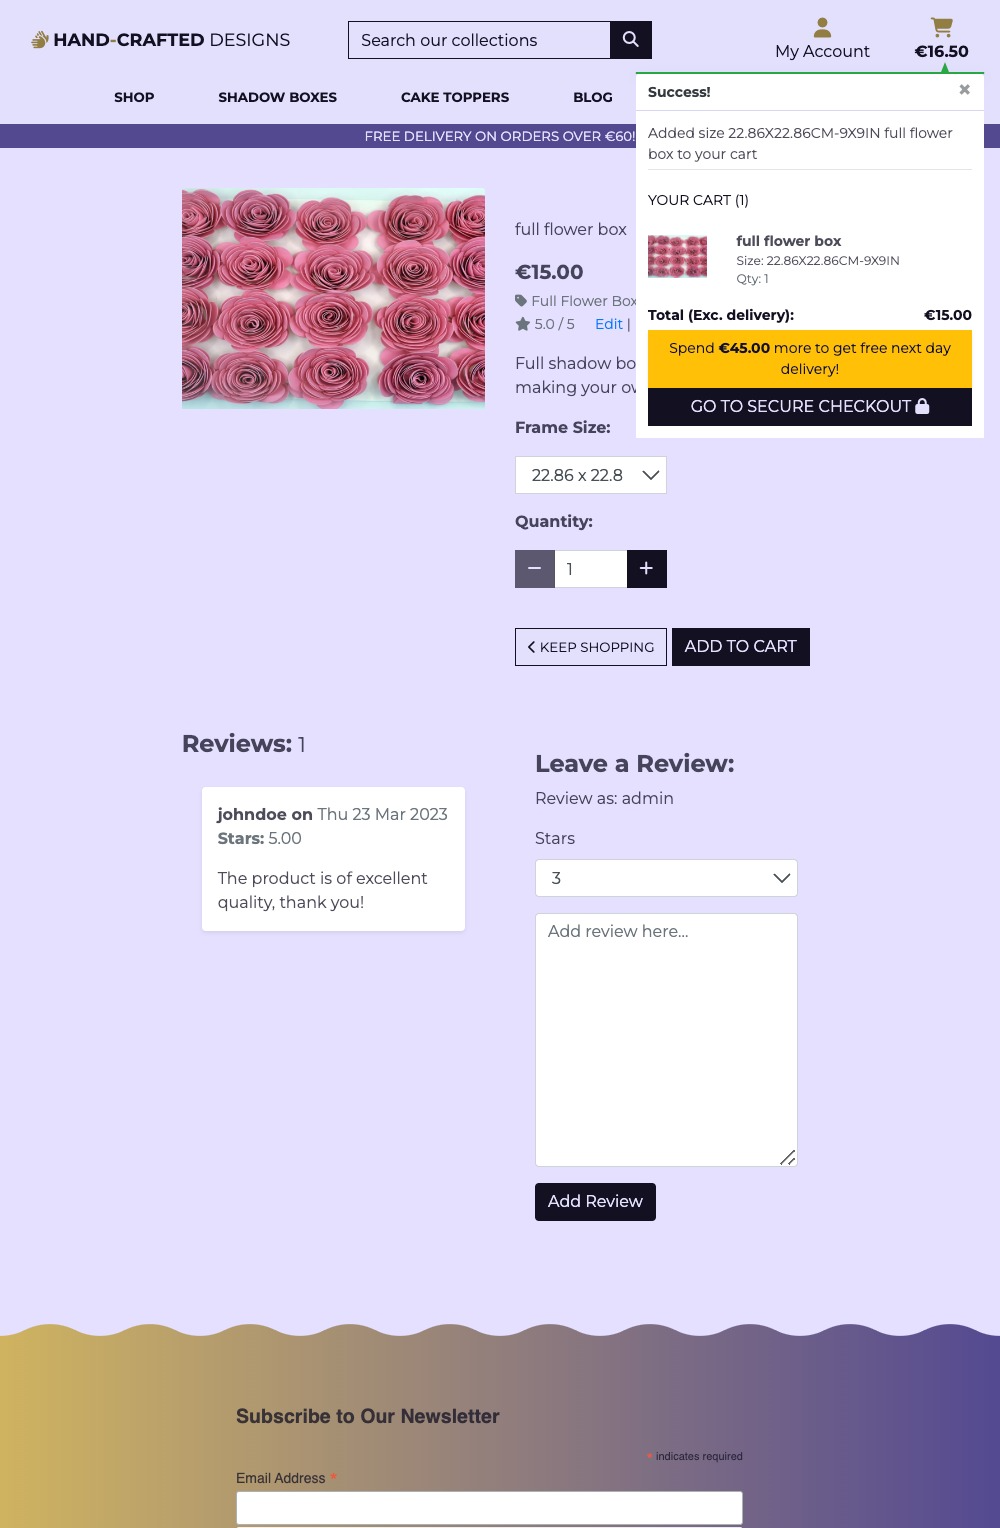 HAND-CRAFTED DESIGNS
Search our collections
My Account
€16.50
SHOP
SHADOW BOXES
CAKE TOPPERS
BLOG
FREE DELIVERY ON ORDERS OVER €60!
Success!
×
Added size 22.86X22.86CM-9X9IN full flower
box to your cart
YOUR CART (1)
full flower box
Size: 22.86X22.86CM-9X9IN
Qty: 1
Total (Exc. delivery):
€15.00
Spend €45.00 more to get free next day
delivery!
GO TO SECURE CHECKOUT
full flower box
€15.00
Full Flower Box
5.0 / 5
Edit |
Full shadow
making your
Frame Size:
22.86 x 22.8
Quantity:
1
KEEP SHOPPING
ADD TO CART
Reviews: 1
johndoe on Thu 23 Mar 2023
Stars: 5.00
The product is of excellent
quality, thank you!
Leave a Review:
Review as: admin
Stars
3
Add review here...
Add Review
Subscribe to Our Newsletter
* indicates required
Email Address *